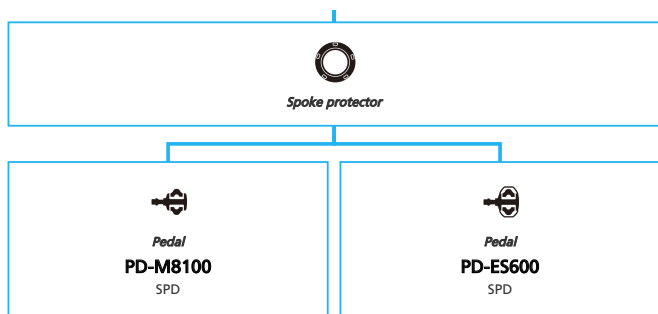 Spoke protector
Pedal
PD-M8100
SPD
Pedal
PD-ES600
SPD